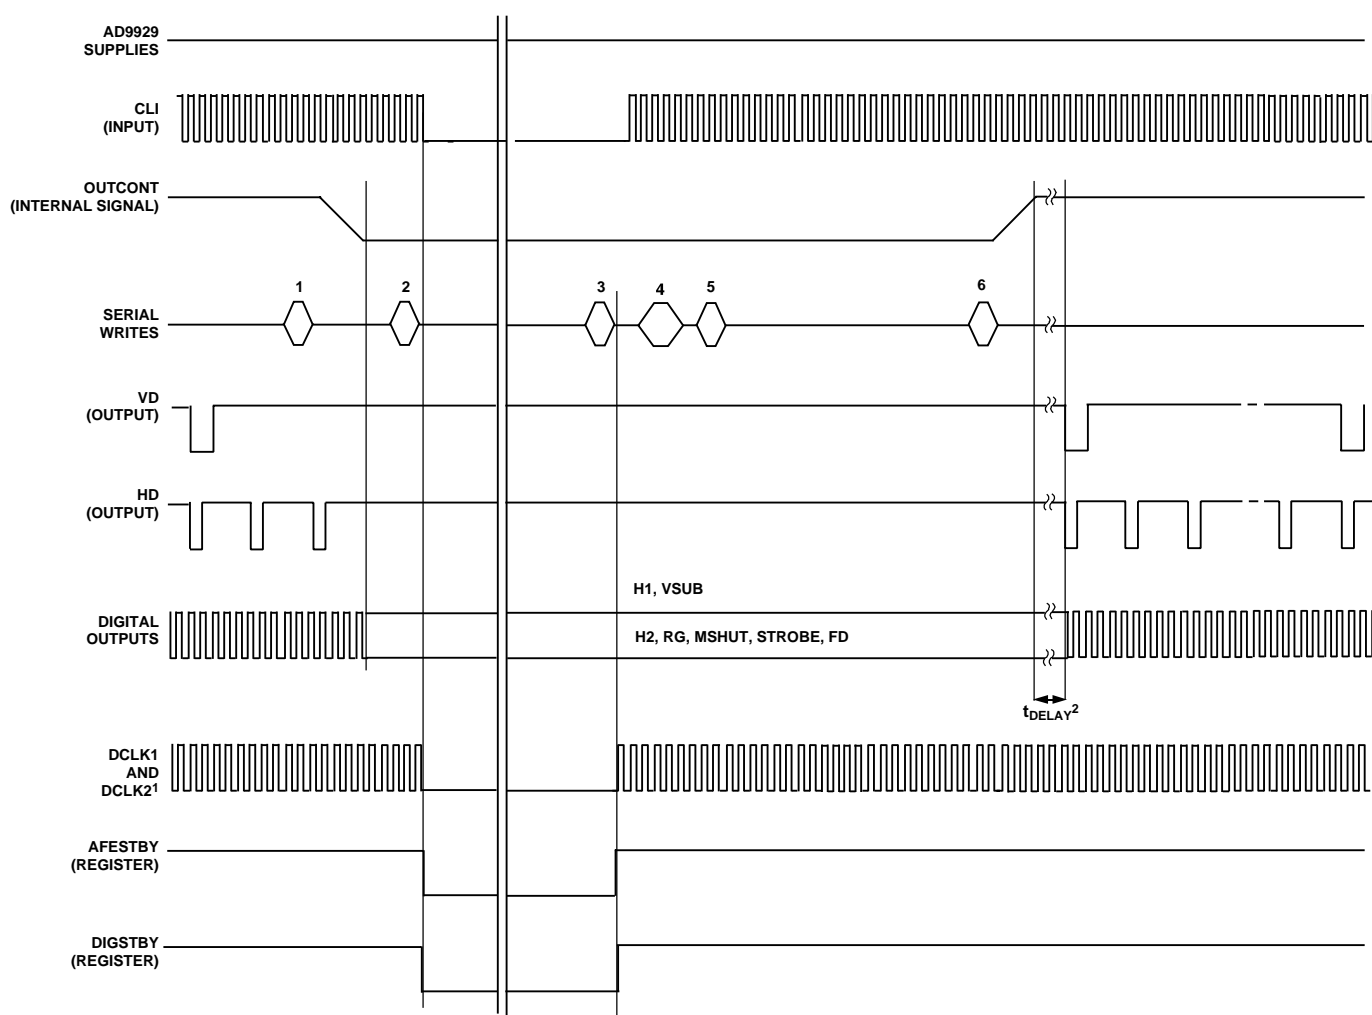 AD9929
SUPPLIES
CLI
(INPUT)
OUTCONT
(INTERNAL SIGNAL)
1
2
3
4
5
6
SERIAL
WRITES
VD
(OUTPUT)
HD
(OUTPUT)
H1, VSUB
DIGITAL
OUTPUTS
H2, RG, MSHUT, STROBE, FD
tDELAY2
DCLK1
AND
DCLK21
AFESTBY
(REGISTER)
DIGSTBY
(REGISTER)